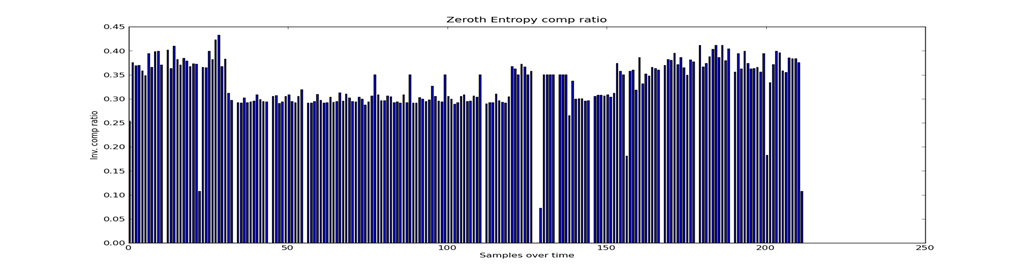 Zeroth Entropy comp ratio
0.45
0.40
0.35
0.30
0.25
0.20
0.15
0.10
0.05
0.00
Inv. comp ratio
0 50 100 150 200 250
Samples over time